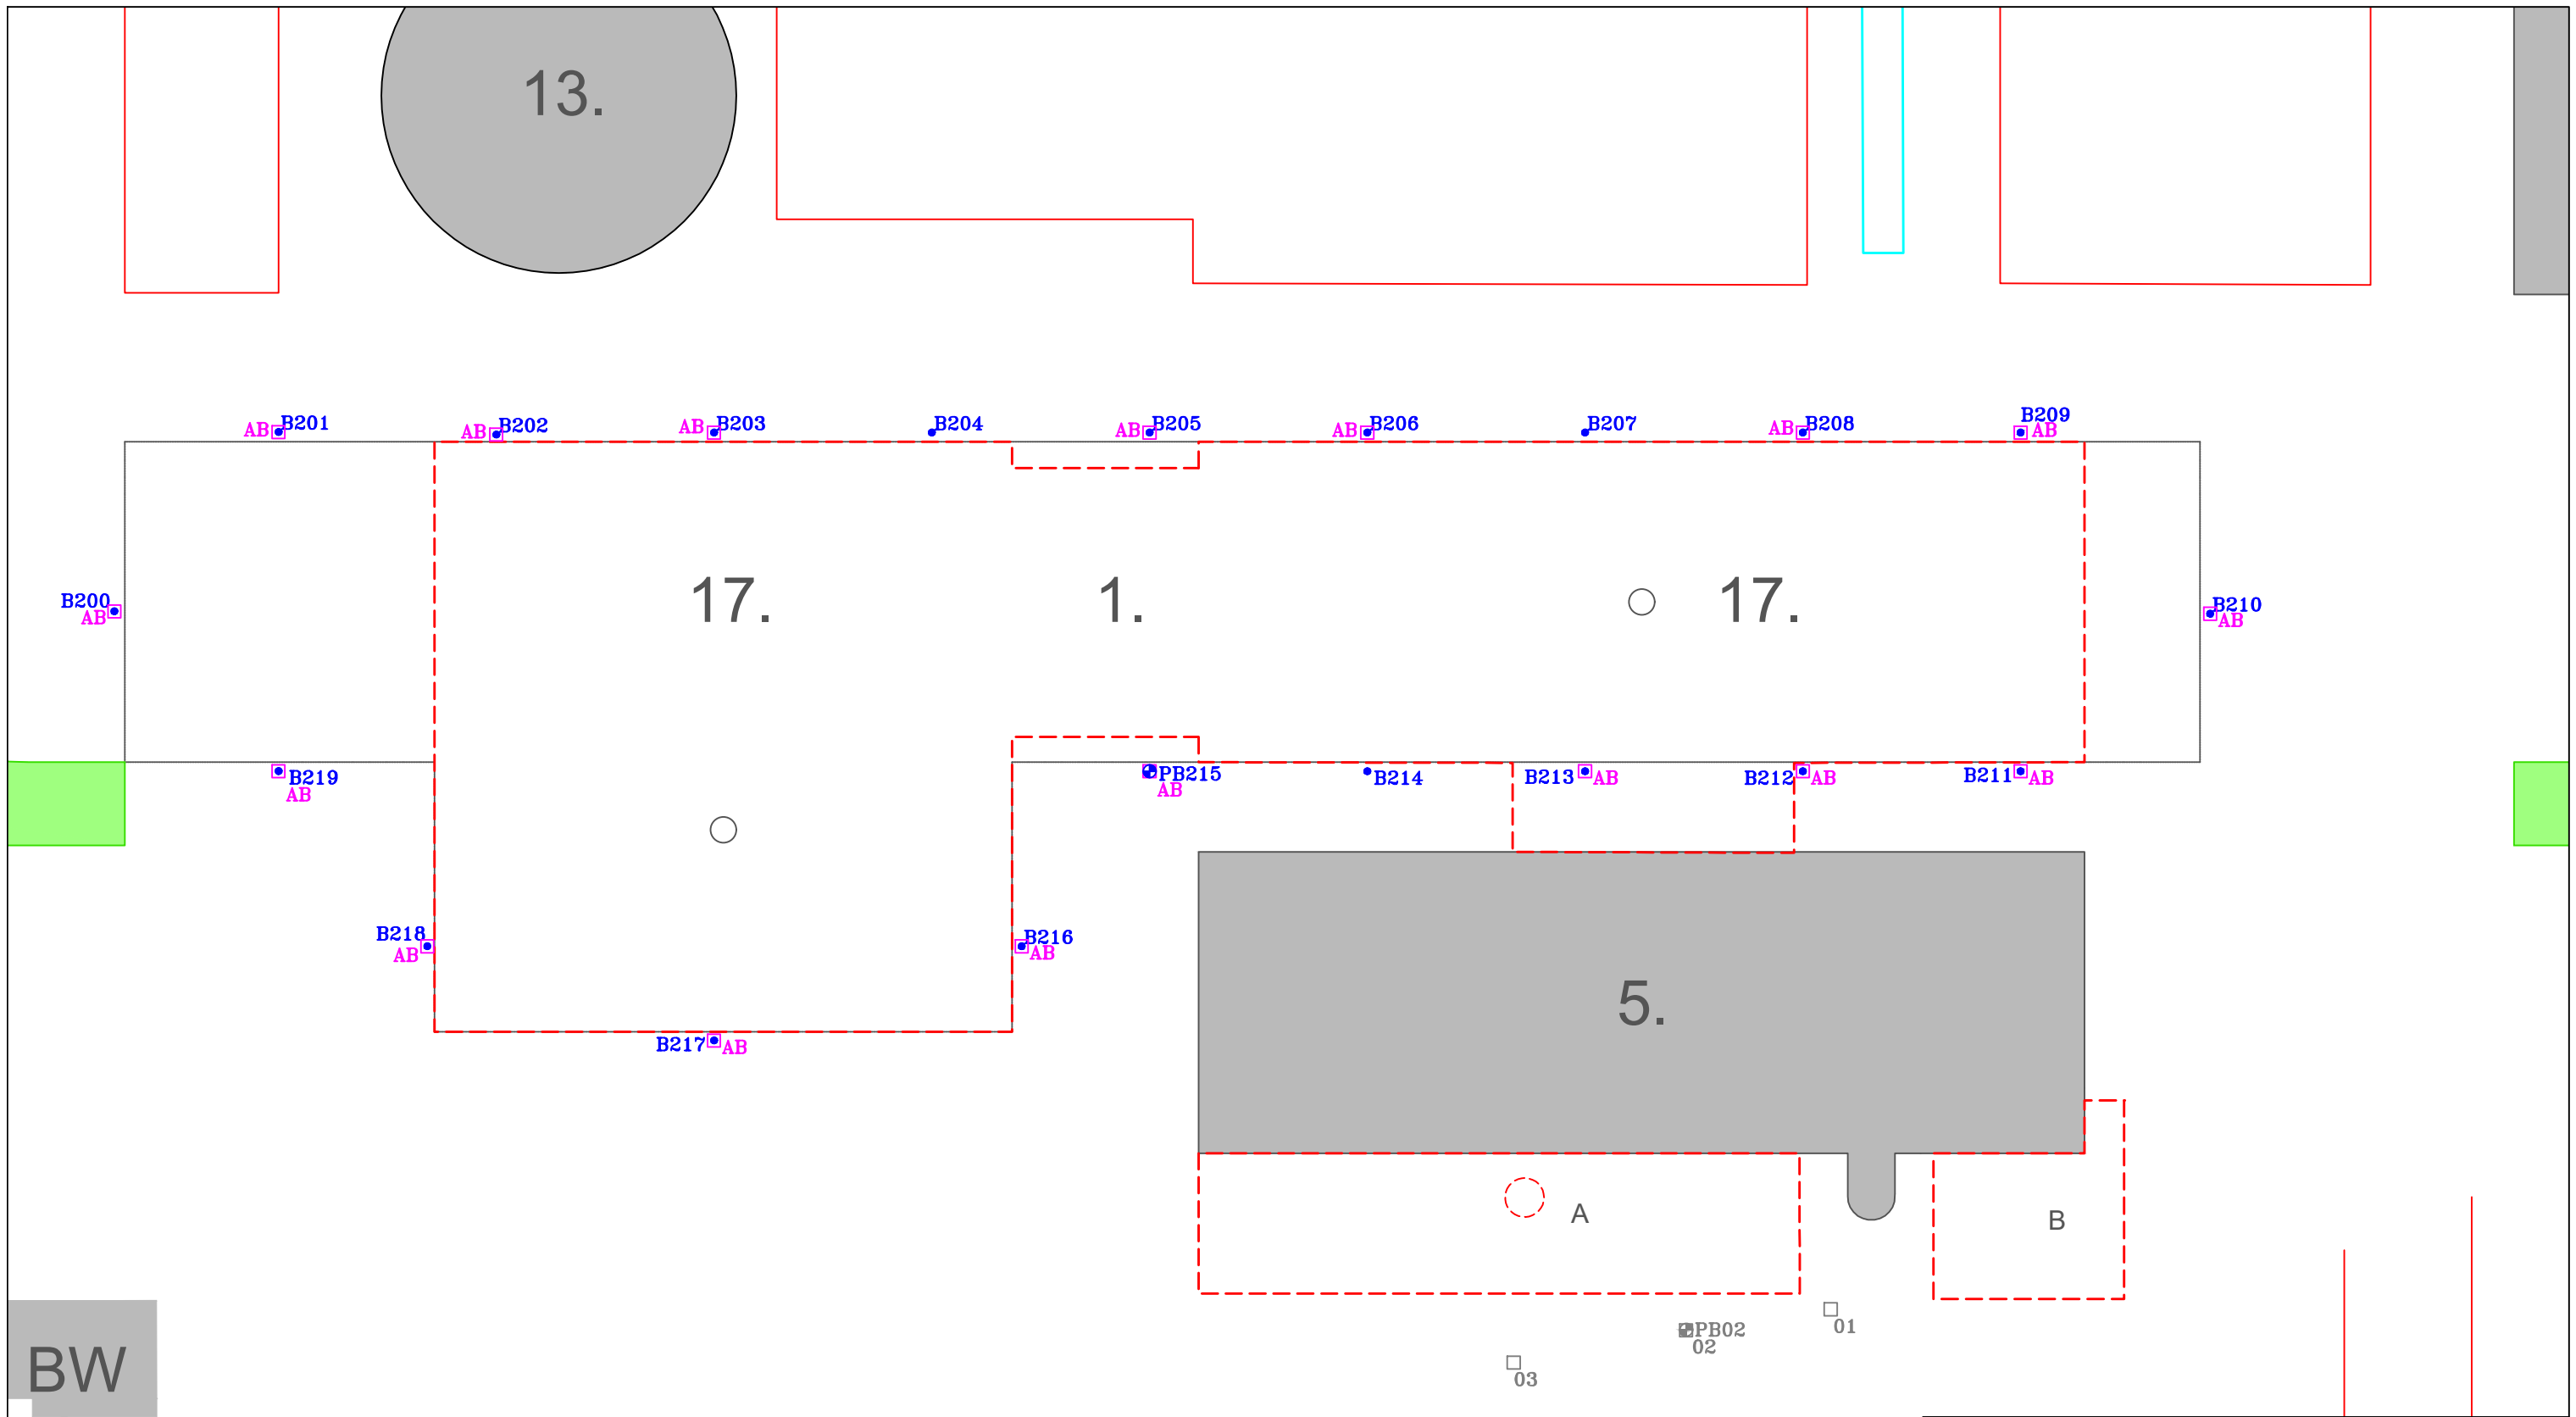 13.
AB B201
AB B202
AB B203
B204
AB B205
AB B206
B207
AB B208
B209
AB
B200
AB
17.
1.
17.
B210
AB
B219
AB
PB215
AB
B214
B213 AB
B212 AB
B211 AB
B218
AB
B216
AB
B217 AB
5.
A
B
01
PB02
02
03
BW